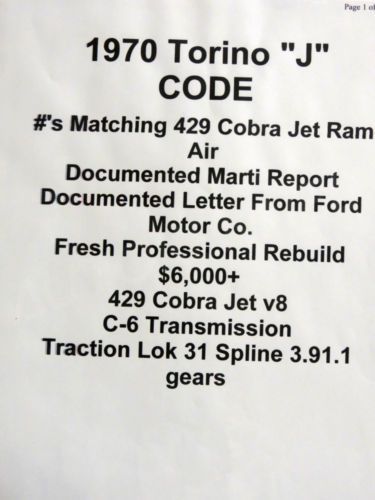 Page 1 of
1970 Torino "J"
CODE
#'s Matching 429 Cobra Jet Ram
Air
Documented Marti Report
Documented Letter From Ford
Motor Co.
Fresh Professional Rebuild
$6,000+
429 Cobra Jet v8
C-6 Transmission
Traction Lok 31 Spline 3.91.1
gears